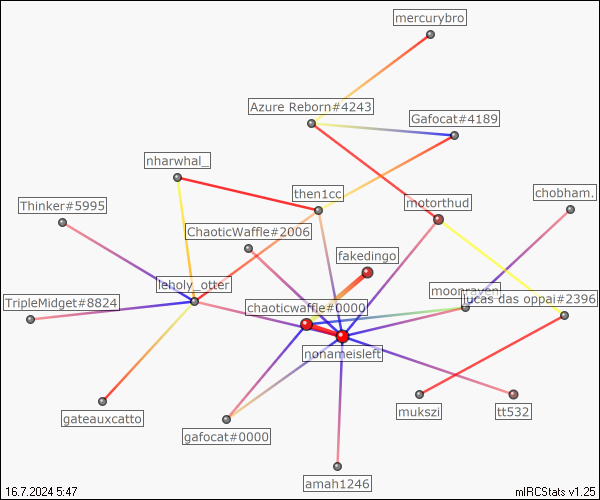 mercurybro
Azure Reborn#4243
Gafocat#4189
nharwhal_
then1cc
chobham.
Thinker#5995
motorthud
ChaoticWaffle#2006
fakedingo
leholy_otter
moonraven
TripleMidget#8824
chaoticwaffle#0000
lucas das oppai#2396
nonameisleft
gateauxcatto
mukszi
tt532
gafocat#0000
amah1246
16.7.2024 5:47
mIRCStats v1.25